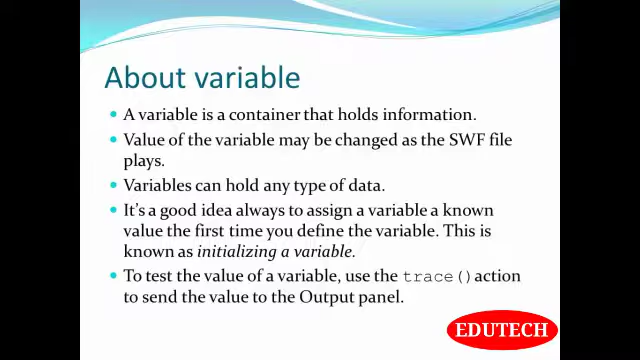 About variable
A variable is a container that holds information.
Value of the variable may be changed as the SWF file
plays.
Variables can hold any type of data.
It's a good idea always to assign a variable a known
value the first time you define the variable. This is
known as initializing a variable.
To test the value of a variable, use the trace() action
to send the value to the Output panel.
EDUTECH